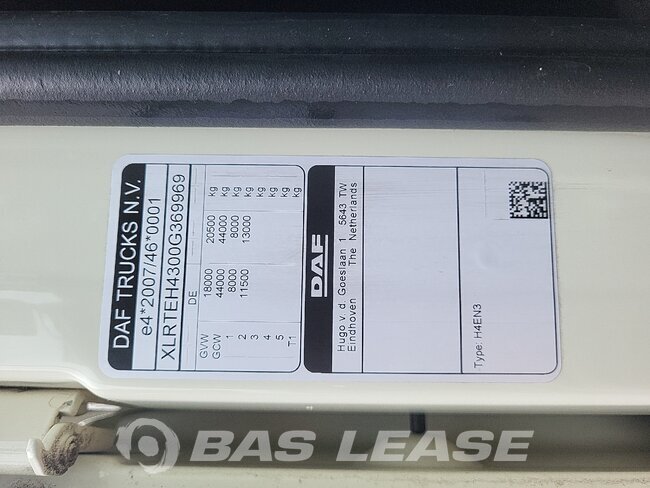 DAF TRUCKS N.V.
e4*2007/46*0001
XLRTEH4300G369969
DE
GVW 18000 20500 kg
GCW 44000 44000 kg
1 8000 8000 kg
2 11500 13000 kg
3 kg
4 kg
5 kg
T1 kg
DAF
Hugo v d Goeslaan 1 5643 TW
Eindhoven The Netherlands
Type: H4EN3
BAS LEASE